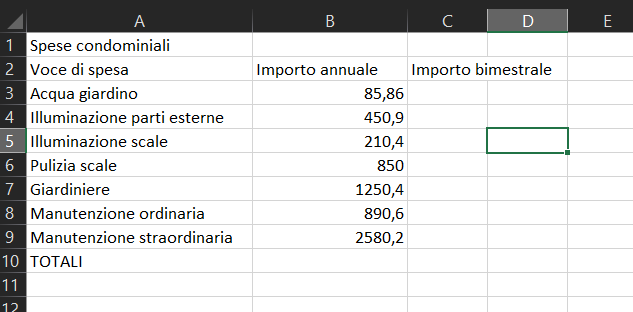 A B C D E
1 Spese condominiali
2 Voce di spesa Importo annuale Importo bimestrale
3 Acqua giardino 85,86
4 Illuminazione parti esterne 450,9
5 Illuminazione scale 210,4
6 Pulizia scale 850
7 Giardiniere 1250,4
8 Manutenzione ordinaria 890,6
9 Manutenzione straordinaria 2580,2
10 TOTALI
11
12